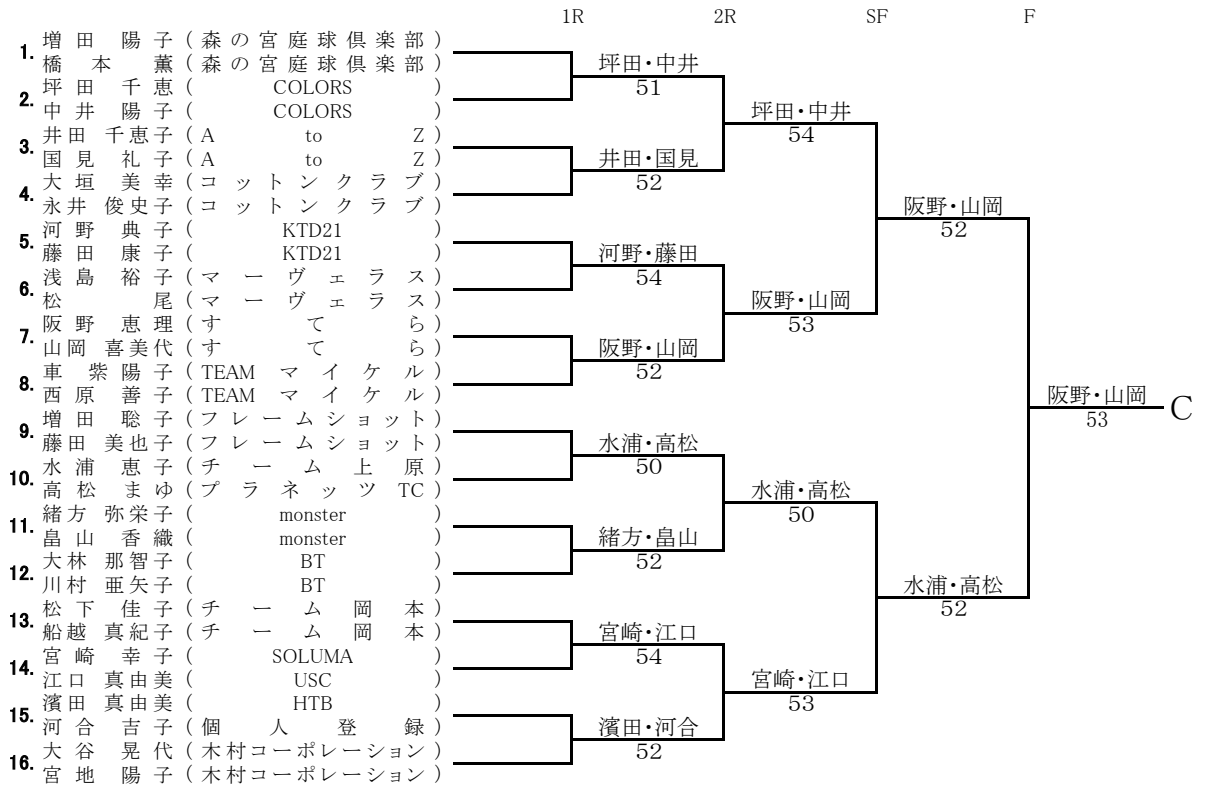 1R 2R SF F
1.
増田 陽子(森の宮庭球倶楽部)
橋本 薫(森の宮庭球倶楽部)
2.
坪田 千恵(COLORS)
中井 陽子(COLORS)
3.
井田 千恵子(A to Z)
国見 礼子(A to Z)
4.
大垣 美幸(コットンクラブ)
永井 俊史子(コットンクラブ)
5.
河野 典子(KTD21)
藤田 康子(KTD21)
6.
浅島 裕子(マーヴェラス)
松尾(マーヴェラス)
7.
阪野 恵理(すてら)
山岡 喜美代(すてら)
8.
車 紫陽子(TEAM マイケル)
西原 善子(TEAM マイケル)
9.
増田 聡子(フレームショット)
藤田 美也子(フレームショット)
10.
水浦 恵子(チーム上原)
高松 まゆ(プラネッツ TC)
11.
緒方 弥栄子(monster)
畠山 香織(monster)
12.
大林 那智子(BT)
川村 亜矢子(BT)
13.
松下 佳子(チーム岡本)
船越 真紀子(チーム岡本)
14.
宮崎 幸子(SOLUMA)
江口 真由美(USC)
15.
濱田 真由美(HTB)
河合 吉子(個人登録)
16.
大谷 晃代(木村コーポレーション)
宮地 陽子(木村コーポレーション)
坪田・中井
51
井田・国見
52
河野・藤田
54
阪野・山岡
52
水浦・高松
50
緒方・畠山
52
宮崎・江口
54
濱田・河合
52
坪田・中井
54
阪野・山岡
53
水浦・高松
50
宮崎・江口
53
阪野・山岡
52
水浦・高松
52
阪野・山岡
53
C